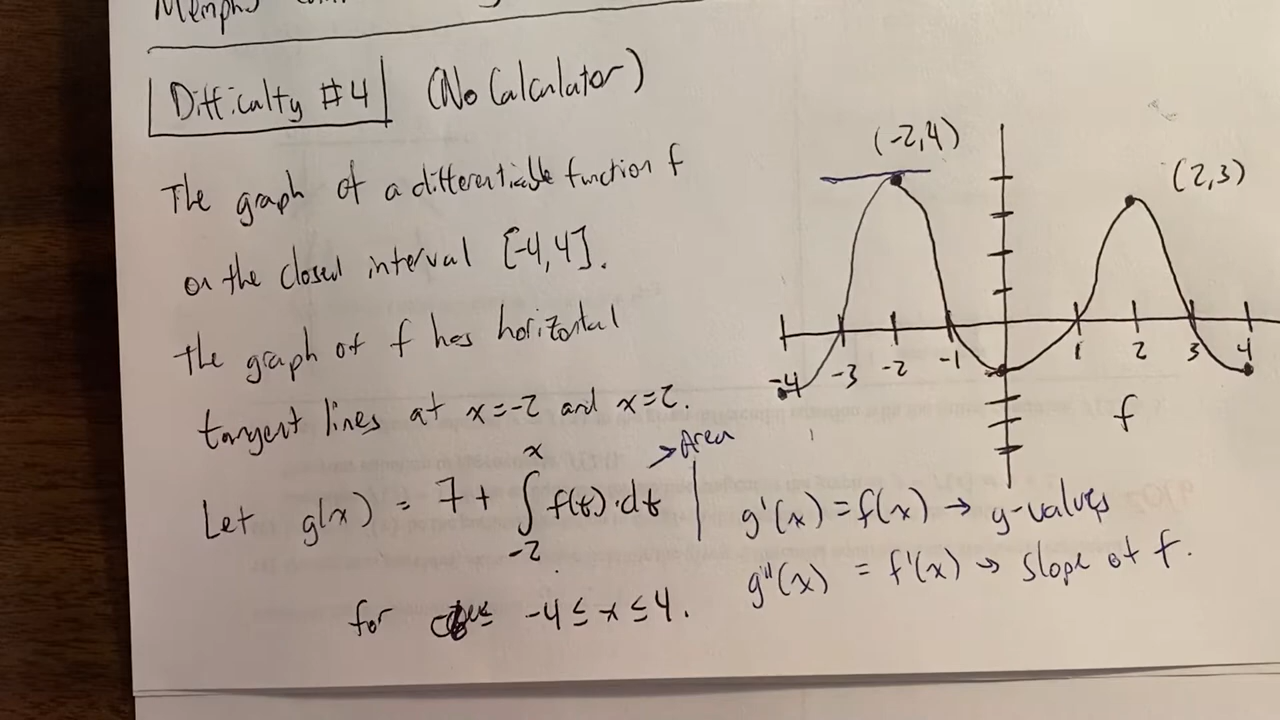 Difficulty #4 (No Calculator)
The graph of a differentiable function f
on the closed interval [-4,4].
The graph of f has horizontal
tangent lines at x=-2 and x=2.
Let g(x) = 7 + ∫_{-2}^{x} f(t)·dt
> Area
for -4 ≤ x ≤ 4.
g'(x) = f(x) → y-values
g''(x) = f'(x) → slope of f.
(-2,4)
(2,3)
-4 -3 -2 -1 1 2 3 4
f